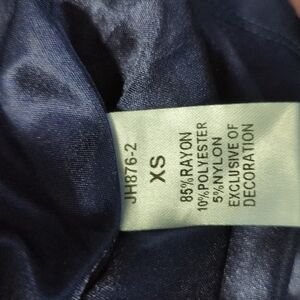 JH876-2
XS
85%RAYON
10%POLYESTER
5%NYLON
EXCLUSIVE OF
DECORATION